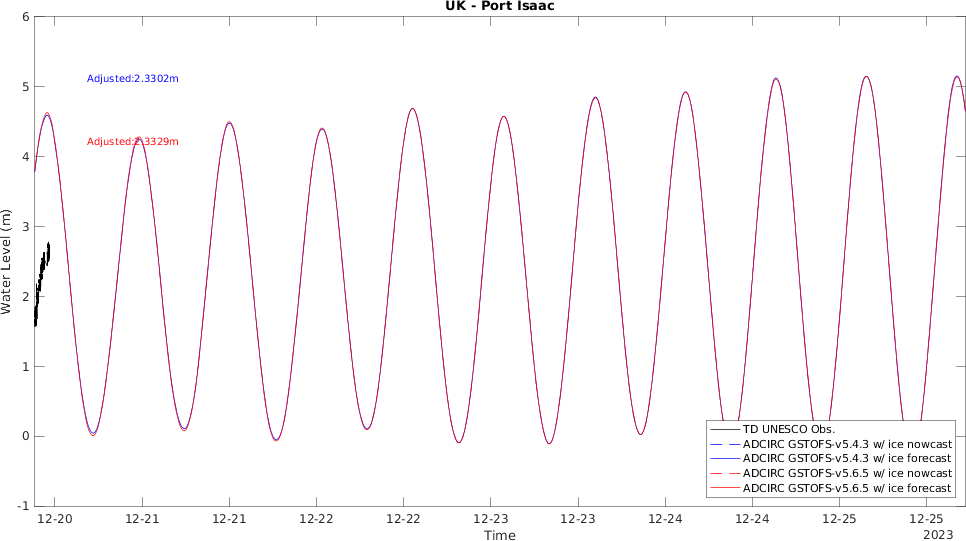 UK - Port Isaac
6
5
4
3
2
1
0
-1
Water Level (m)
Adjusted:2.3302m
Adjusted:2.3329m
TD UNESCO Obs.
ADCIRC GSTOFS-v5.4.3 w/ ice nowcast
ADCIRC GSTOFS-v5.4.3 w/ ice forecast
ADCIRC GSTOFS-v5.6.5 w/ ice nowcast
ADCIRC GSTOFS-v5.6.5 w/ ice forecast
12-20 12-21 12-21 12-22 12-22 12-23 12-23 12-24 12-24 12-25 12-25
Time
2023